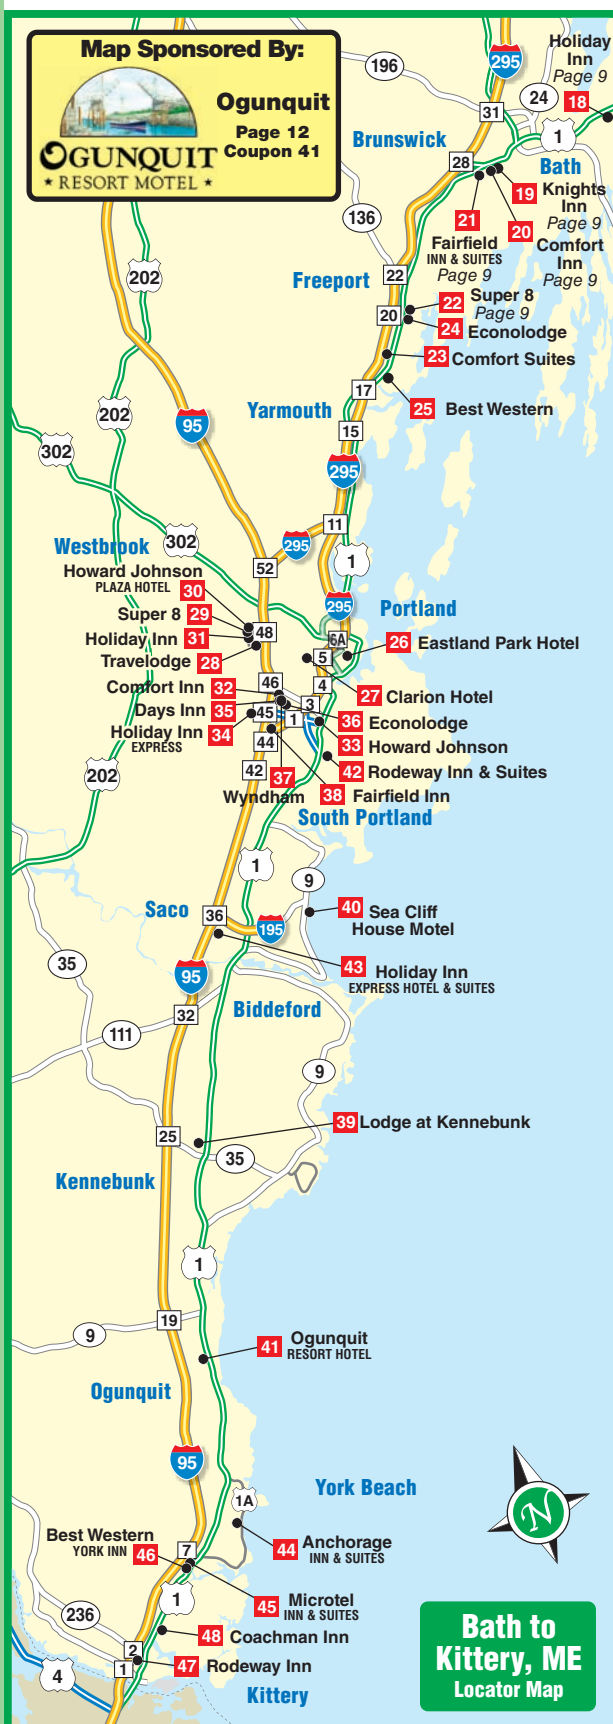 Map Sponsored By:
Ogunquit
Page 12
Coupon 41
OGUNQUIT
★ RESORT MOTEL ★
Holiday
Inn
Page 9
18
295
196
24
31
1
Brunswick
28
Bath
19 Knights
Inn
Page 9
136
21
20
Fairfield
INN & SUITES
Page 9
Comfort
Inn
Page 9
202
Freeport
22
22 Super 8
Page 9
20
24 Econolodge
23 Comfort Suites
17
Yarmouth
25 Best Western
202
95
15
302
295
11
302
295
1
Westbrook
52
Howard Johnson
PLAZA HOTEL
30
295
Portland
Super 8 29
48
6A
Holiday Inn 31
26 Eastland Park Hotel
Travelodge 28
5
46
4
Comfort Inn 32
27 Clarion Hotel
3
Days Inn 35
45
1
36 Econolodge
Holiday Inn
EXPRESS
34
44
33 Howard Johnson
202
42
37
42 Rodeway Inn & Suites
Wyndham
38 Fairfield Inn
South Portland
1
9
Saco
36
195
40 Sea Cliff
House Motel
35
95
43 Holiday Inn
EXPRESS HOTEL & SUITES
32
Biddeford
111
9
39 Lodge at Kennebunk
25
35
Kennebunk
1
19
9
41 Ogunquit
RESORT HOTEL
Ogunquit
95
York Beach
1A
N
Best Western
YORK INN
46
7
44 Anchorage
INN & SUITES
1
45 Microtel
INN & SUITES
236
48 Coachman Inn
2
1
47 Rodeway Inn
4
Kittery
Bath to
Kittery, ME
Locator Map